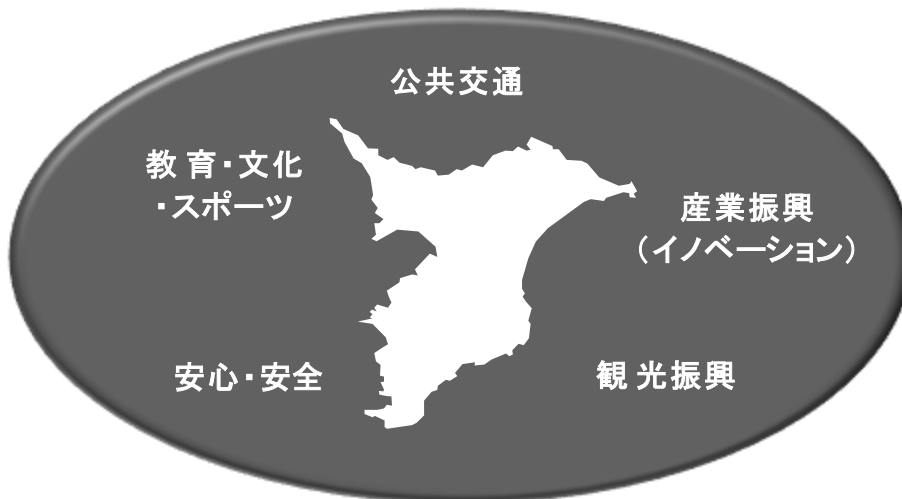 公共交通
教育・文化
・スポーツ
産業振興
（イノベーション）
安心・安全
観光振興